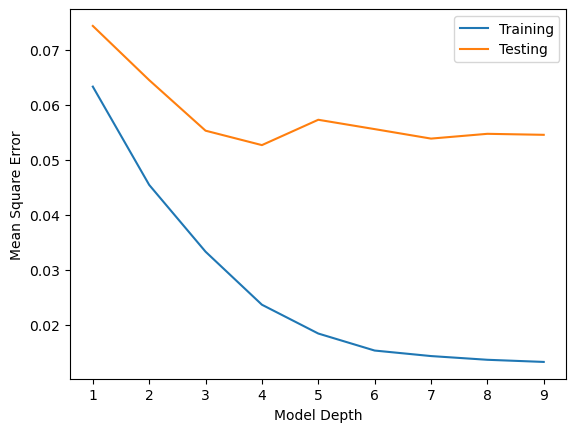 Training
Testing
0.07
0.06
0.05
0.04
0.03
0.02
Mean Square Error
1 2 3 4 5 6 7 8 9
Model Depth